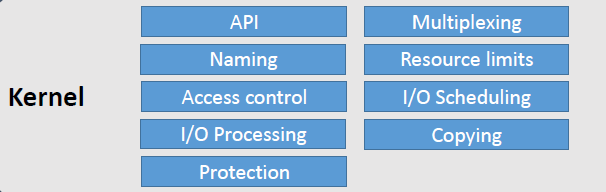 Kernel
API
Multiplexing
Naming
Resource limits
Access control
I/O Scheduling
I/O Processing
Copying
Protection